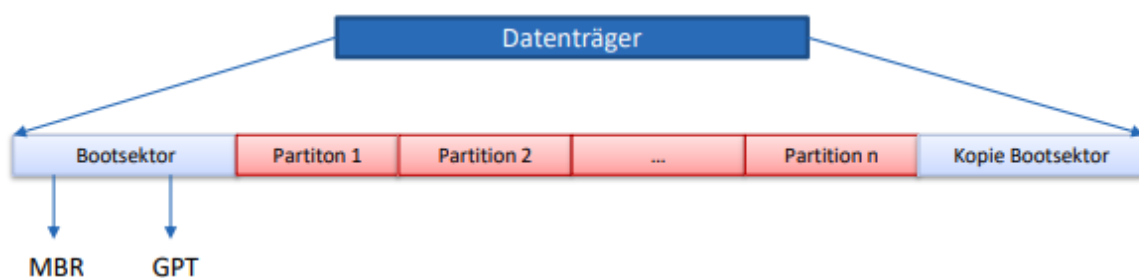 Datenträger
Bootsektor Partiton 1 Partition 2 ... Partition n Kopie Bootsektor
MBR GPT